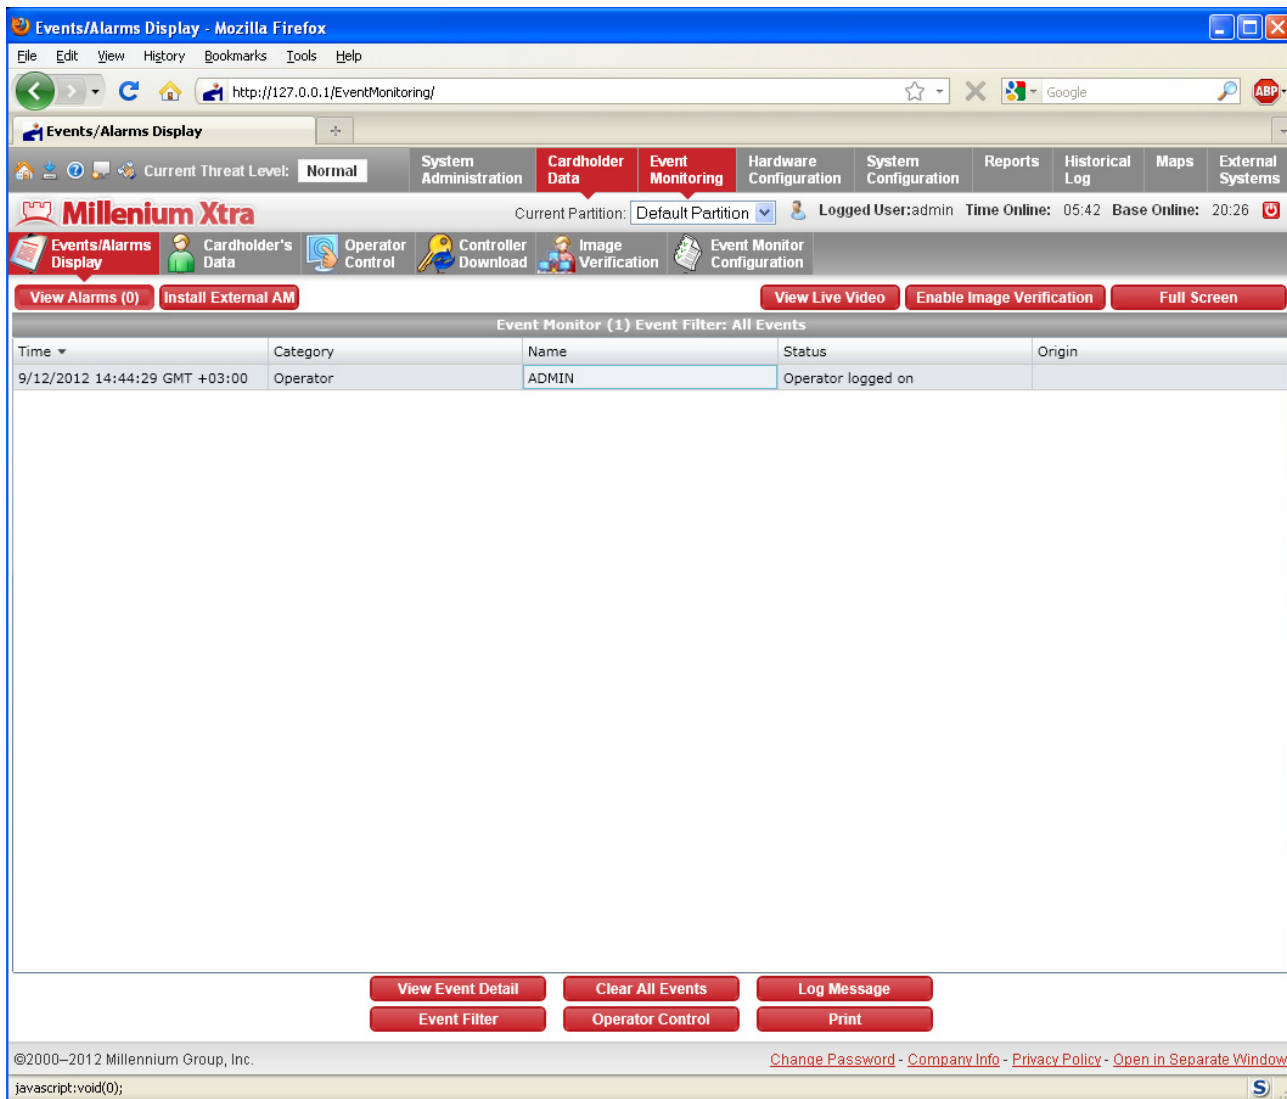 Events/Alarms Display - Mozilla Firefox
File Edit View History Bookmarks Tools Help
http://127.0.0.1/EventMonitoring/ Google ABP
Events/Alarms Display
Current Threat Level: Normal System Administration Cardholder Data Event Monitoring Hardware Configuration System Configuration Reports Historical Log Maps External Systems
Millenium Xtra Current Partition: Default Partition Logged User:admin Time Online: 05:42 Base Online: 20:26
Events/Alarms Display Cardholder's Data Operator Control Controller Download Image Verification Event Monitor Configuration
View Alarms (0) Install External AM View Live Video Enable Image Verification Full Screen
Event Monitor (1) Event Filter: All Events
Time Category Name Status Origin
9/12/2012 14:44:29 GMT +03:00 Operator ADMIN Operator logged on
View Event Detail Clear All Events Log Message
Event Filter Operator Control Print
©2000–2012 Millennium Group, Inc. Change Password - Company Info - Privacy Policy - Open in Separate Window
javascript:void(0); S